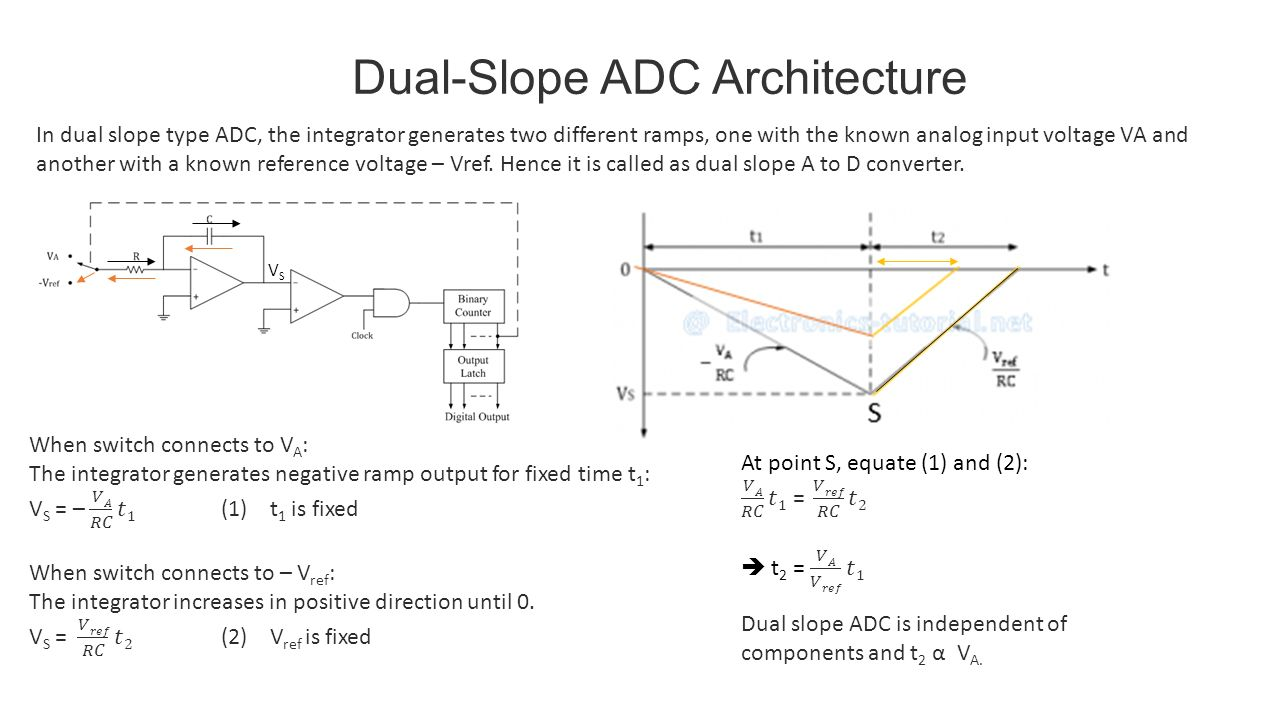 Dual-Slope ADC Architecture
In dual slope type ADC, the integrator generates two different ramps, one with the known analog input voltage VA and
another with a known reference voltage – Vref. Hence it is called as dual slope A to D converter.
C
VA
R
-Vref
VS
−
+
−
+
Clock
Binary
Counter
Output
Latch
Digital Output
t1
t2
0
t
@ Electronics-tutorial.net
− VA/RC
Vref/RC
VS
S
When switch connects to VA:
The integrator generates negative ramp output for fixed time t1:
VS = – VA/RC t1 (1) t1 is fixed
When switch connects to – Vref:
The integrator increases in positive direction until 0.
VS = Vref/RC t2 (2) Vref is fixed
At point S, equate (1) and (2):
VA/RC t1 = Vref/RC t2
➔ t2 = VA/Vref t1
Dual slope ADC is independent of
components and t2 α VA.